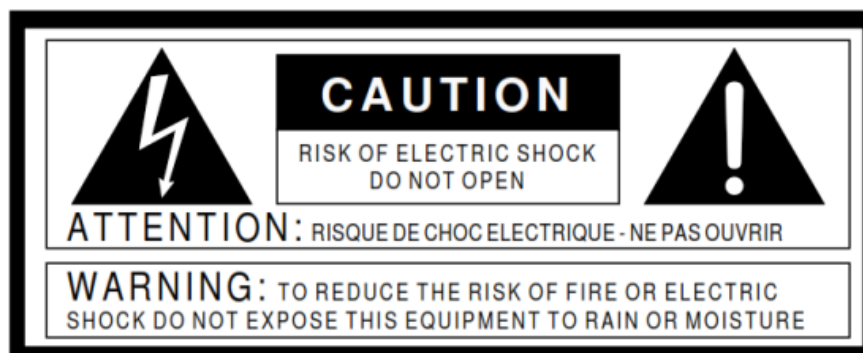 CAUTION
RISK OF ELECTRIC SHOCK
DO NOT OPEN
ATTENTION: RISQUE DE CHOC ELECTRIQUE - NE PAS OUVRIR
WARNING: TO REDUCE THE RISK OF FIRE OR ELECTRIC
SHOCK DO NOT EXPOSE THIS EQUIPMENT TO RAIN OR MOISTURE